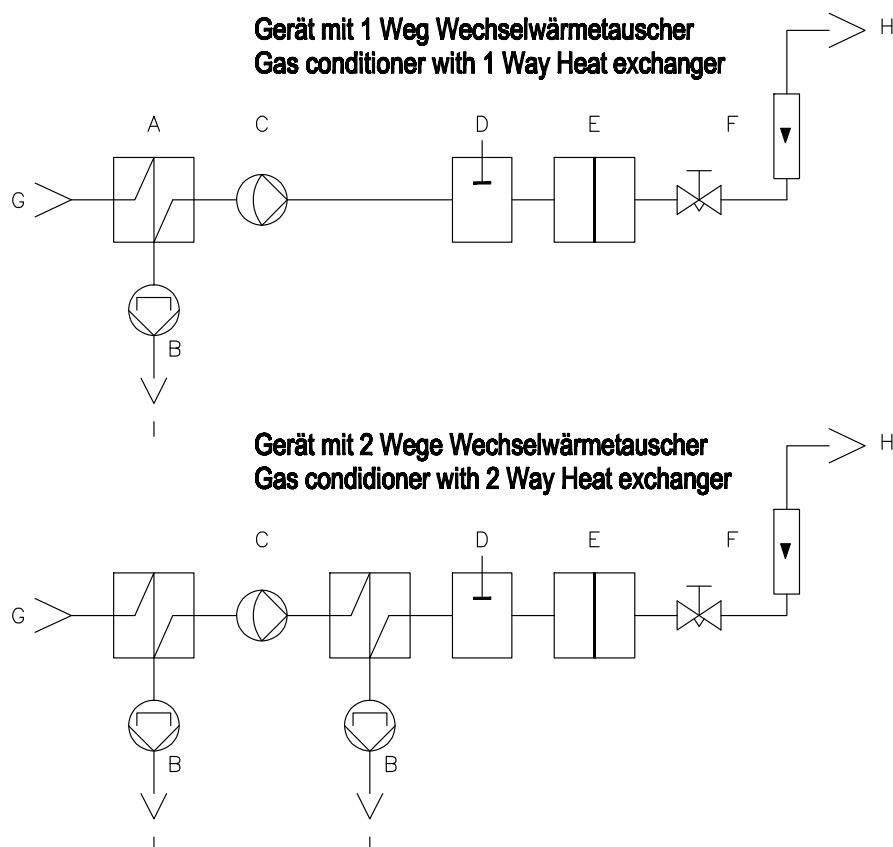 Gerät mit 1 Weg Wechselwärmetauscher
Gas conditioner with 1 Way Heat exchanger
H
A C D E F
G
B
I
Gerät mit 2 Wege Wechselwärmetauscher
Gas condidioner with 2 Way Heat exchanger
H
C D E F
G
B B
I I